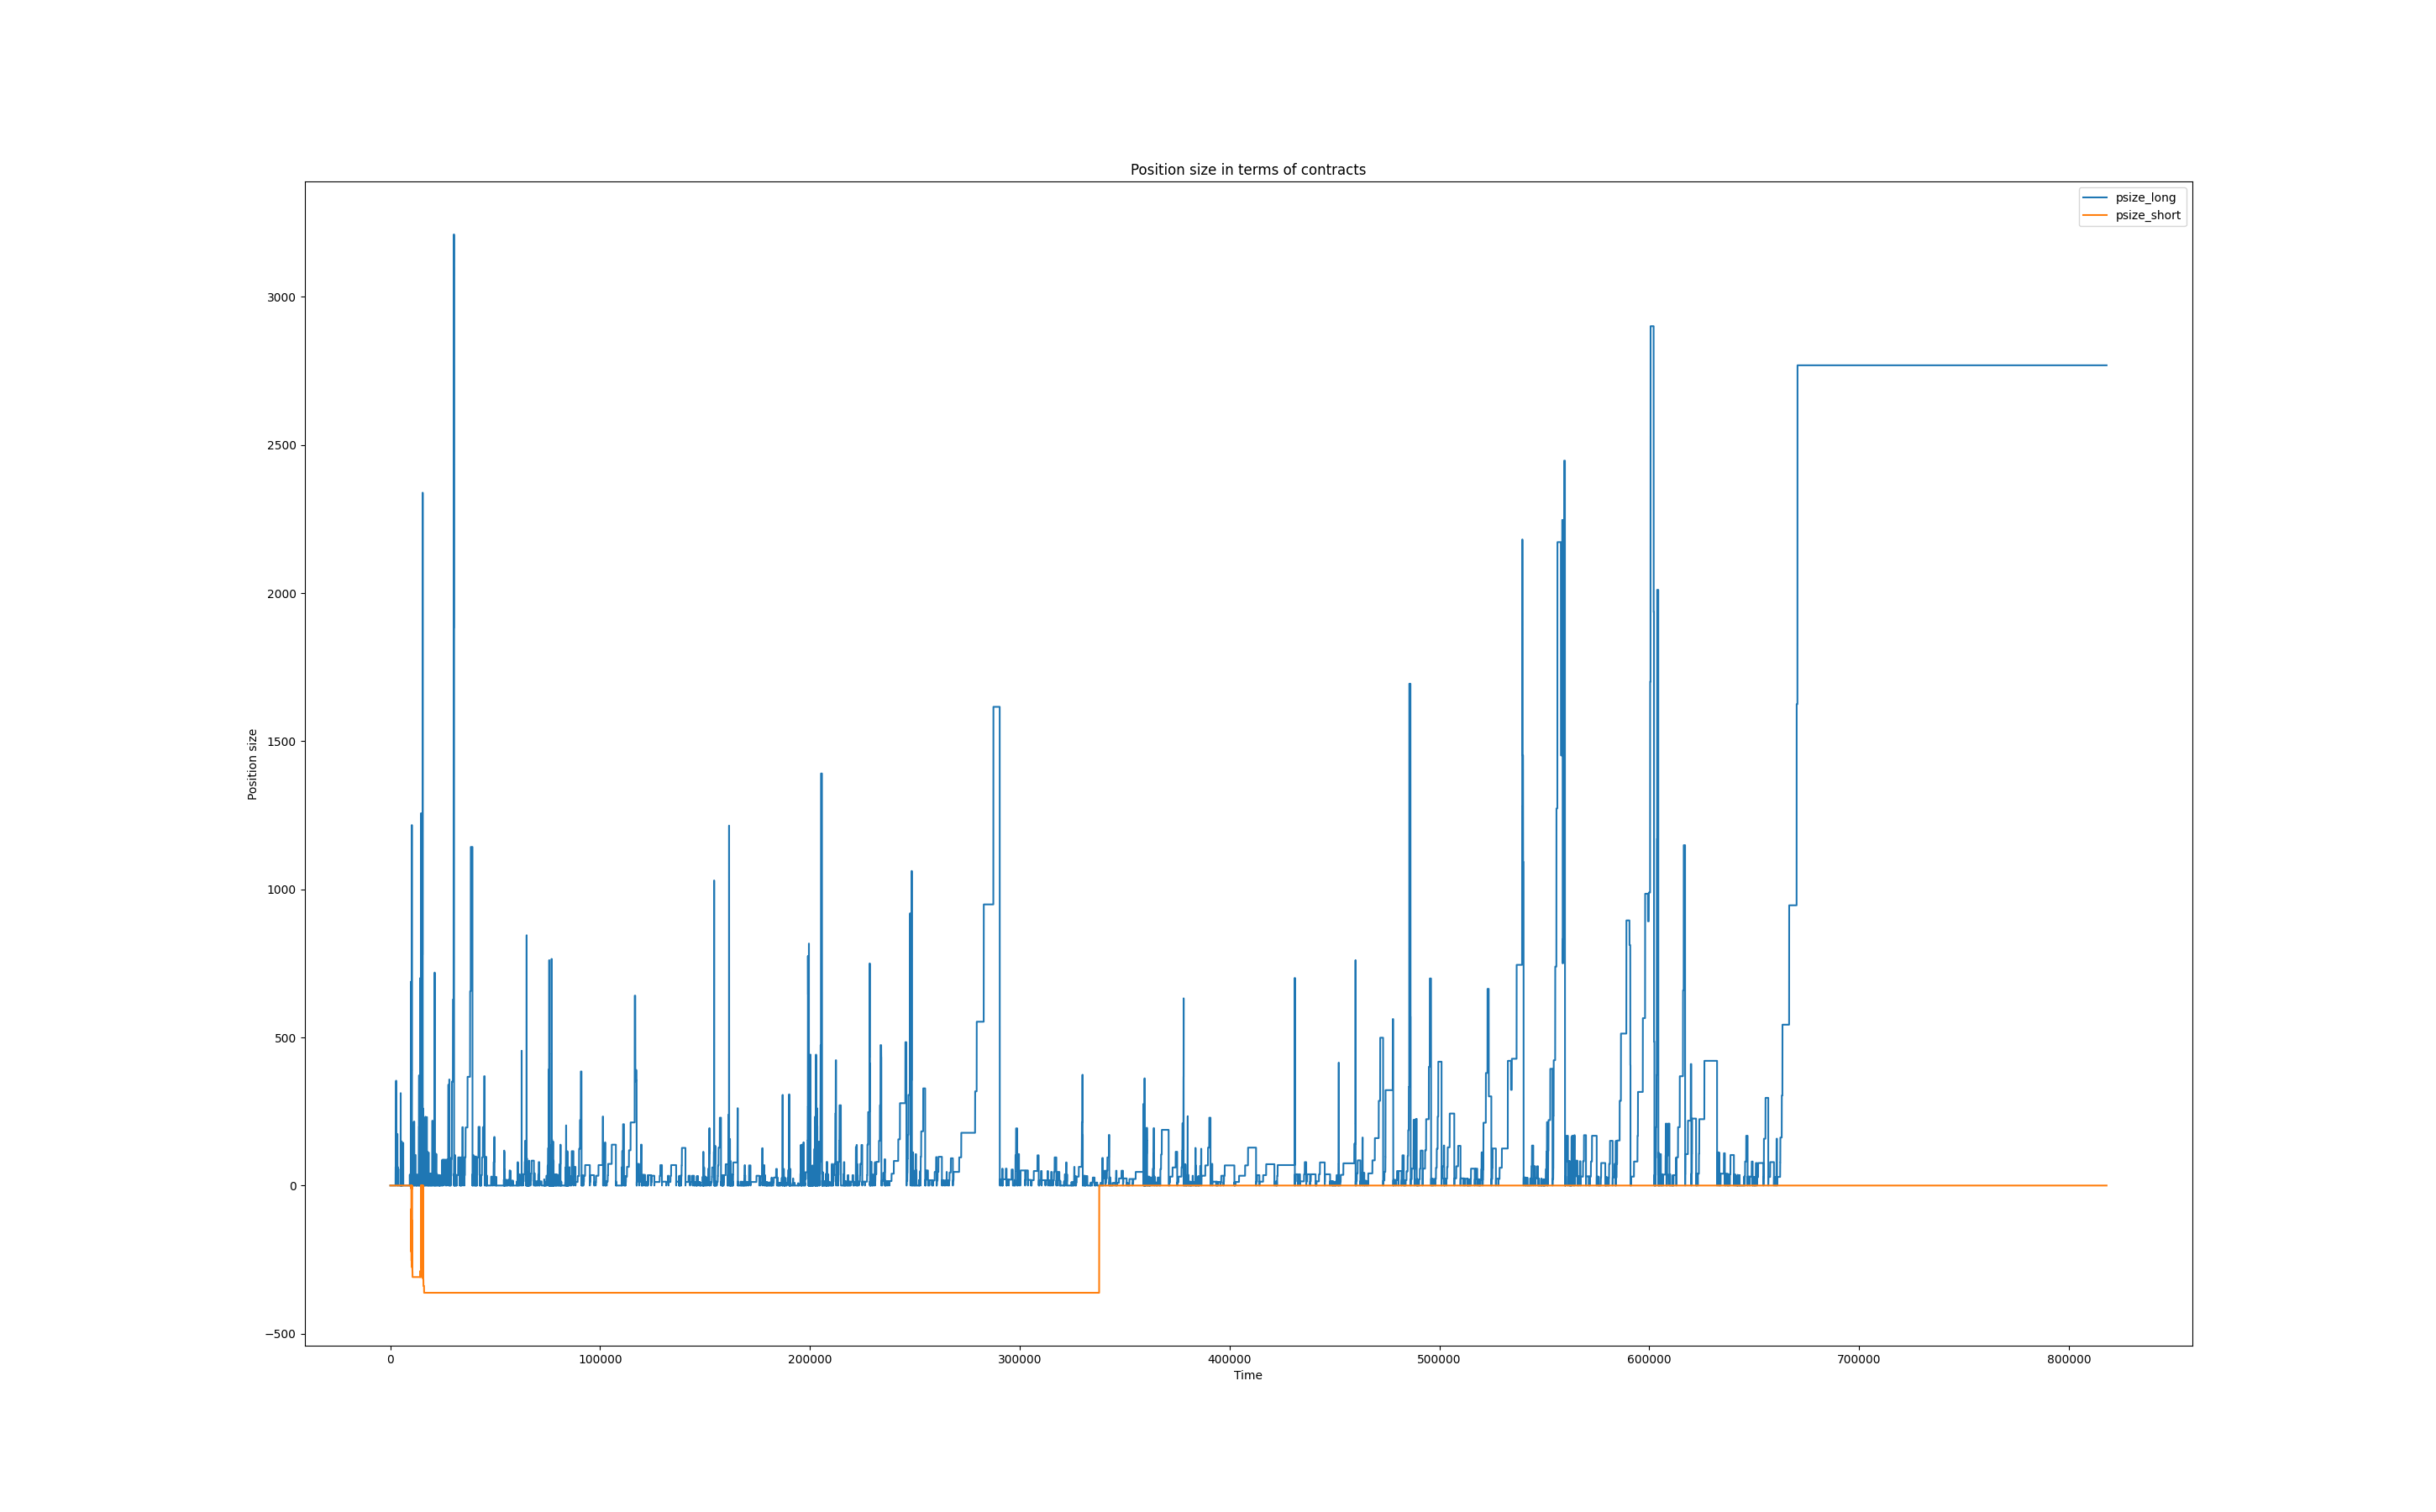 Position size in terms of contracts
psize_long
psize_short
3000
2500
2000
1500
1000
500
0
−500
Position size
0 100000 200000 300000 400000 500000 600000 700000 800000
Time